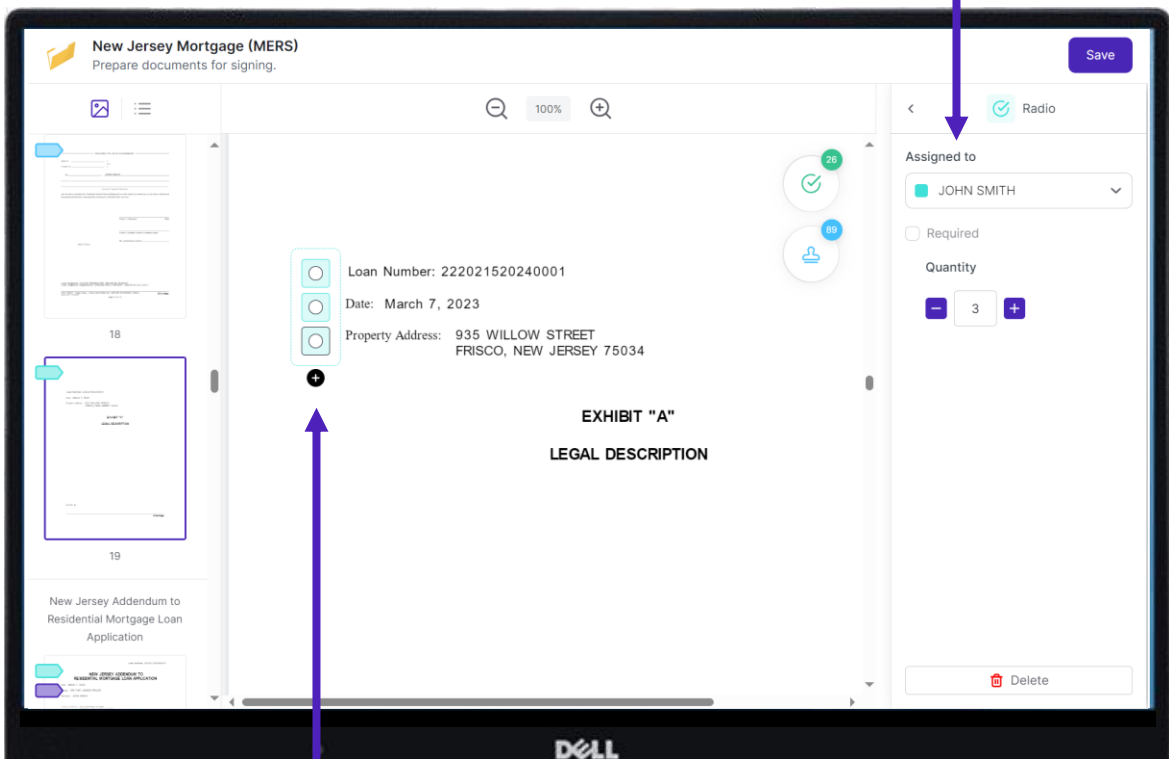 New Jersey Mortgage (MERS)
Prepare documents for signing.
Save
100%
Radio
18
19
New Jersey Addendum to
Residential Mortgage Loan
Application
NEW JERSEY ADDENDUM TO
RESIDENTIAL MORTGAGE LOAN APPLICATION
26
89
Loan Number: 222021520240001
Date: March 7, 2023
Property Address: 935 WILLOW STREET
FRISCO, NEW JERSEY 75034
EXHIBIT "A"
LEGAL DESCRIPTION
Assigned to
JOHN SMITH
Required
Quantity
3
Delete
DELL